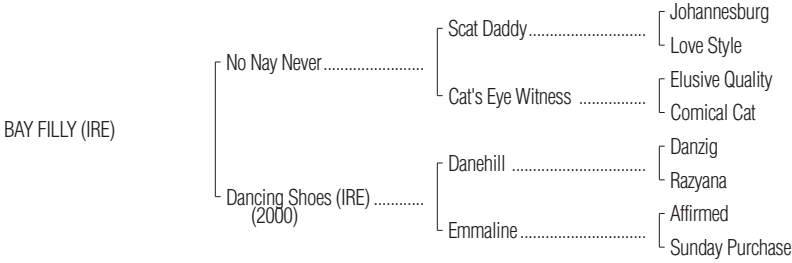 Johannesburg
Scat Daddy..............................
Love Style
No Nay Never........................
Elusive Quality
Cat's Eye Witness ................
Comical Cat
BAY FILLY (IRE)
Danzig
Danehill ................................
Razyana
Dancing Shoes (IRE) ............
(2000)
Affirmed
Emmaline..............................
Sunday Purchase